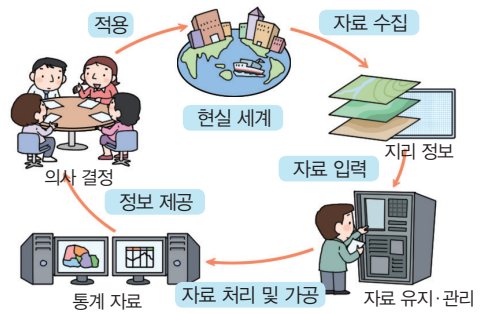 적용
자료 수집
현실 세계
지리 정보
의사 결정
자료 입력
정보 제공
통계 자료
자료 처리 및 가공
자료 유지·관리